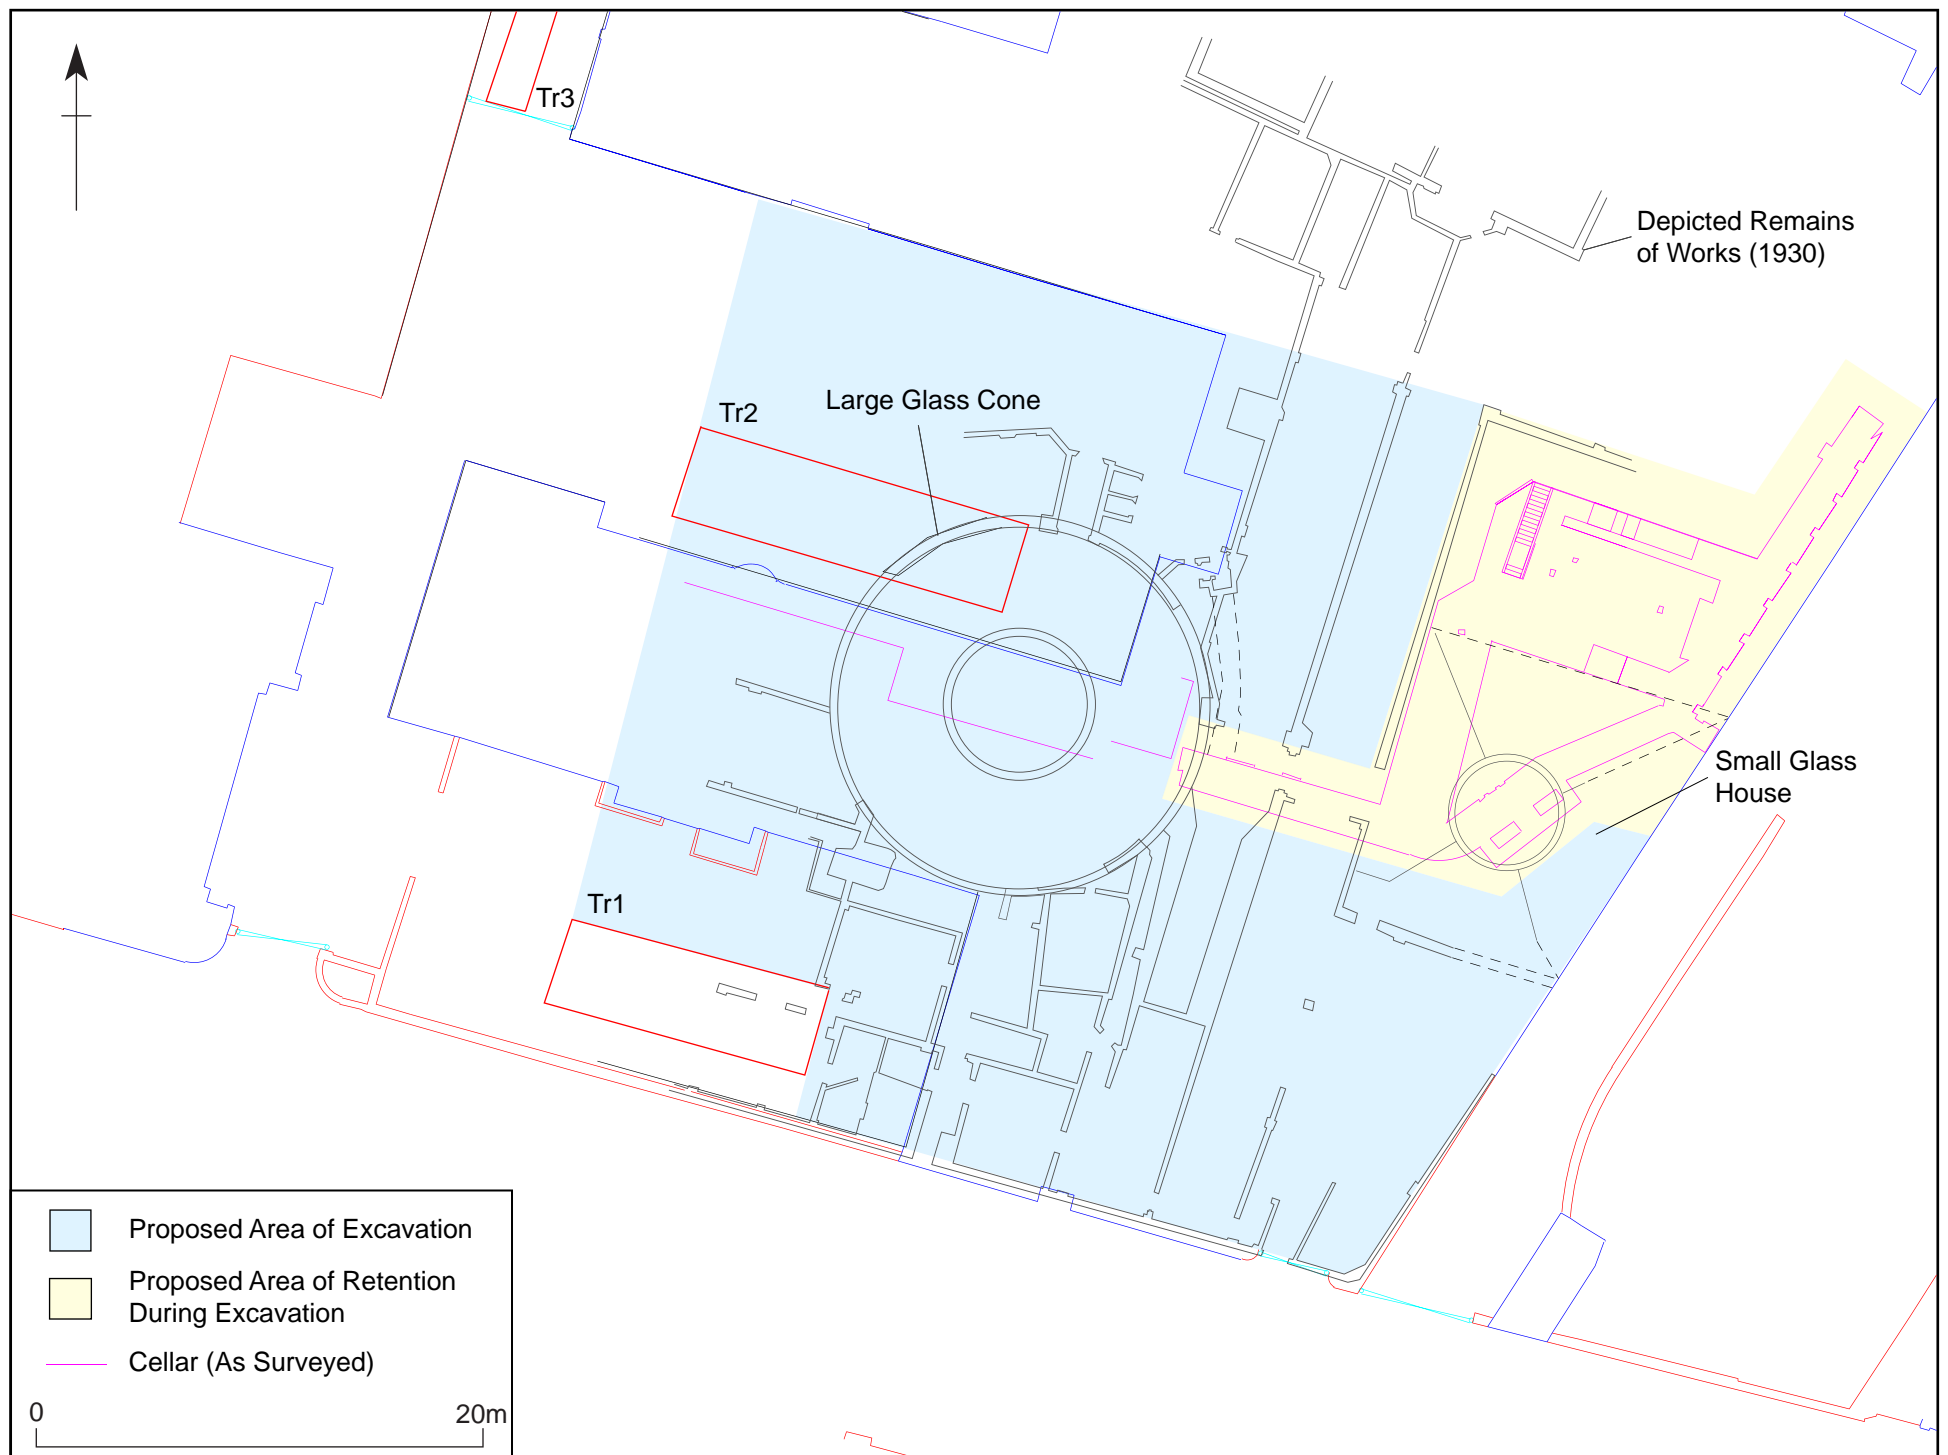 Tr3
Depicted Remains
of Works (1930)
Large Glass Cone
Tr2
Small Glass
House
Tr1
Proposed Area of Excavation
Proposed Area of Retention
During Excavation
Cellar (As Surveyed)
0 20m